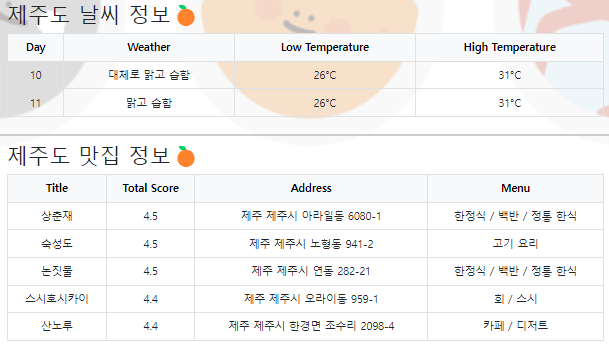 제주도 날씨 정보
Day Weather Low Temperature High Temperature
10 대체로 맑고 습함 26°C 31°C
11 맑고 습함 26°C 31°C
제주도 맛집 정보
Title Total Score Address Menu
상춘재 4.5 제주 제주시 아라일동 6080-1 한정식 / 백반 / 정통 한식
숙성도 4.5 제주 제주시 노형동 941-2 고기 요리
논짓물 4.5 제주 제주시 연동 282-21 한정식 / 백반 / 정통 한식
스시호시카이 4.4 제주 제주시 오라이동 959-1 회 / 스시
산노루 4.4 제주 제주시 한경면 조수리 2098-4 카페 / 디저트